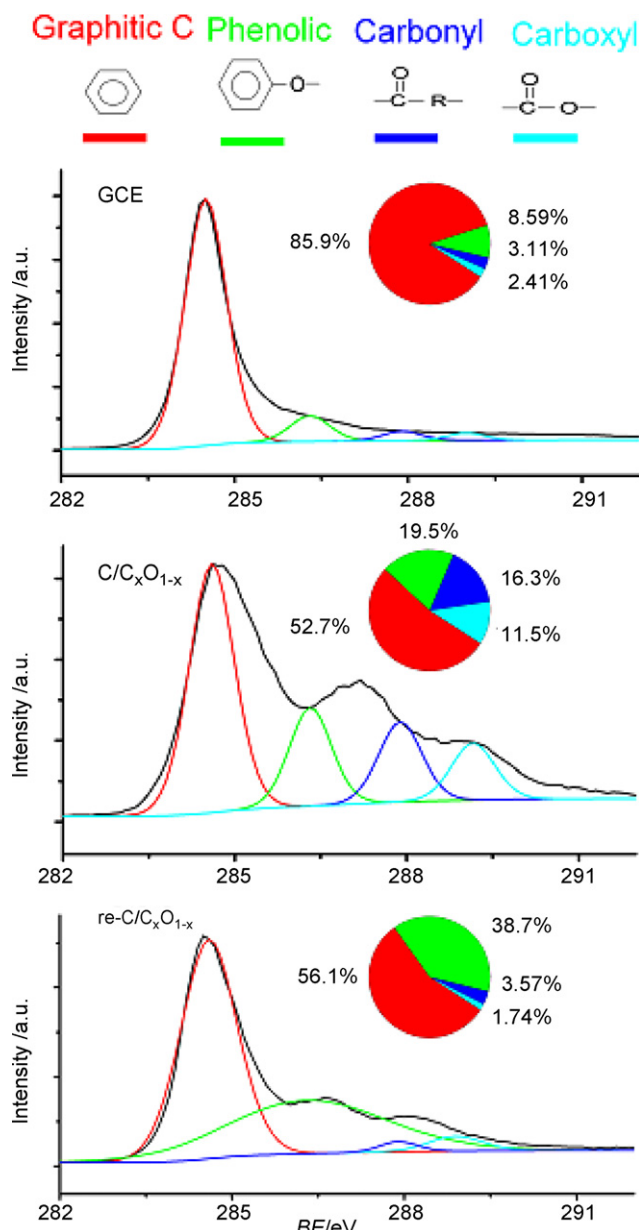 Graphitic C Phenolic Carbonyl Carboxyl
O O
O R C O
C
GCE
85.9%
8.59%
3.11%
2.41%
Intensity /a.u.
282 285 288 291
19.5%
C/CxO1-x
16.3%
52.7%
11.5%
Intensity /a.u.
282 285 288 291
re-C/CxO1-x
38.7%
56.1%
3.57%
1.74%
Intensity /a.u.
282 285 288 291
BE/eV